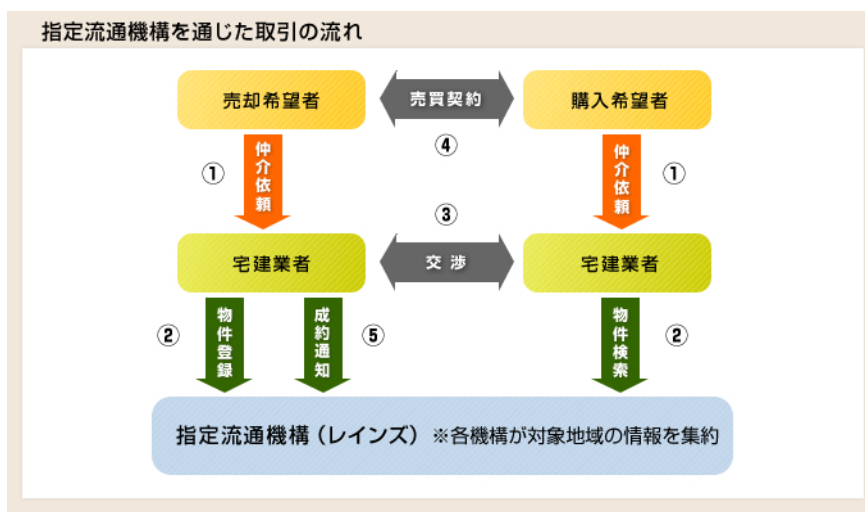 指定流通機構を通じた取引の流れ
売却希望者
売買契約
購入希望者
④
①
仲介依頼
仲介依頼
①
③
宅建業者
交渉
宅建業者
②
物件登録
成約通知
⑤
物件検索
②
指定流通機構（レインズ）※各機構が対象地域の情報を集約